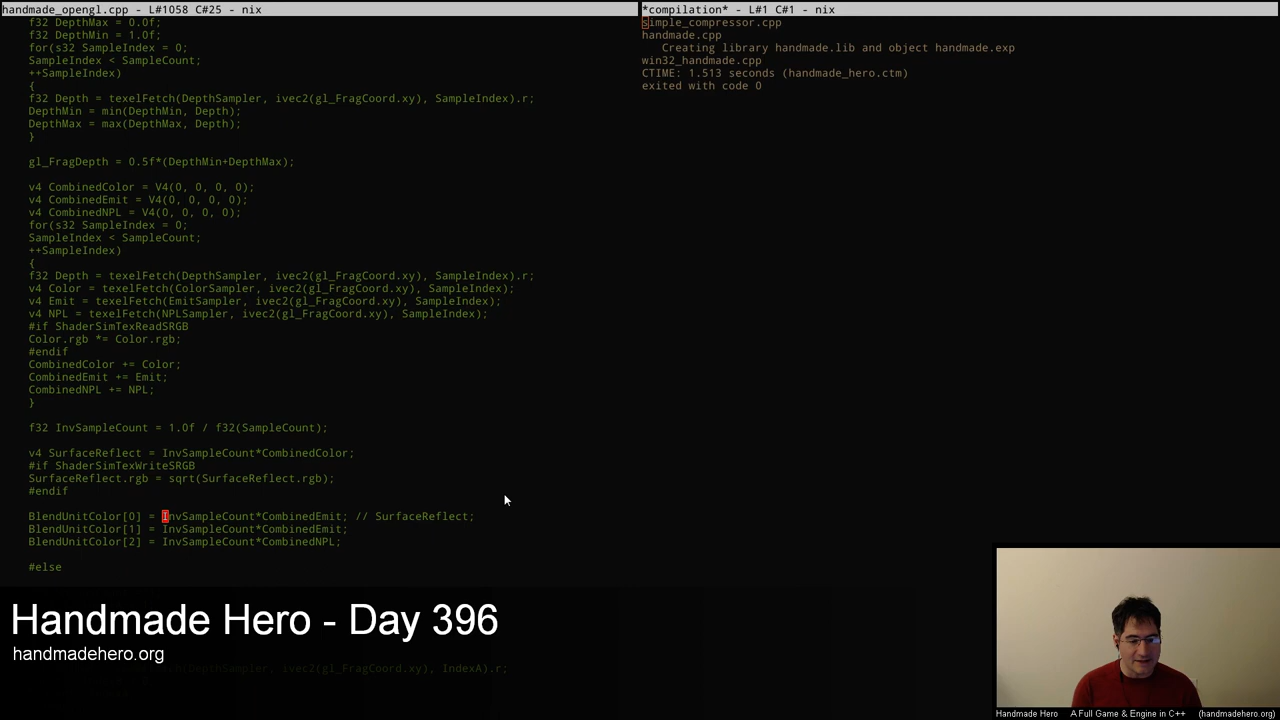 handmade_opengl.cpp - L#1058 C#25 - nix
f32 DepthMax = 0.0f;
f32 DepthMin = 1.0f;
for(s32 SampleIndex = 0;
SampleIndex < SampleCount;
++SampleIndex)
{
f32 Depth = texelFetch(DepthSampler, ivec2(gl_FragCoord.xy), SampleIndex).r;
DepthMin = min(DepthMin, Depth);
DepthMax = max(DepthMax, Depth);
}
gl_FragDepth = 0.5f*(DepthMin+DepthMax);
v4 CombinedColor = V4(0, 0, 0, 0);
v4 CombinedEmit = V4(0, 0, 0, 0);
v4 CombinedNPL = V4(0, 0, 0, 0);
for(s32 SampleIndex = 0;
SampleIndex < SampleCount;
++SampleIndex)
{
f32 Depth = texelFetch(DepthSampler, ivec2(gl_FragCoord.xy), SampleIndex).r;
v4 Color = texelFetch(ColorSampler, ivec2(gl_FragCoord.xy), SampleIndex);
v4 Emit = texelFetch(EmitSampler, ivec2(gl_FragCoord.xy), SampleIndex);
v4 NPL = texelFetch(NPLSampler, ivec2(gl_FragCoord.xy), SampleIndex);
#if ShaderSimTexReadSRGB
Color.rgb *= Color.rgb;
#endif
CombinedColor += Color;
CombinedEmit += Emit;
CombinedNPL += NPL;
}
f32 InvSampleCount = 1.0f / f32(SampleCount);
v4 SurfaceReflect = InvSampleCount*CombinedColor;
#if ShaderSimTexWriteSRGB
SurfaceReflect.rgb = sqrt(SurfaceReflect.rgb);
#endif
BlendUnitColor[0] = InvSampleCount*CombinedEmit; // SurfaceReflect;
BlendUnitColor[1] = InvSampleCount*CombinedEmit;
BlendUnitColor[2] = InvSampleCount*CombinedNPL;
#else
(DepthSampler, ivec2(gl_FragCoord.xy), IndexA).r;
*compilation* - L#1 C#1 - nix
simple_compressor.cpp
handmade.cpp
Creating library handmade.lib and object handmade.exp
win32_handmade.cpp
CTIME: 1.513 seconds (handmade_hero.ctm)
exited with code 0
Handmade Hero - Day 396
handmadehero.org
Handmade Hero A Full Game & Engine in C++ (handmadehero.org)